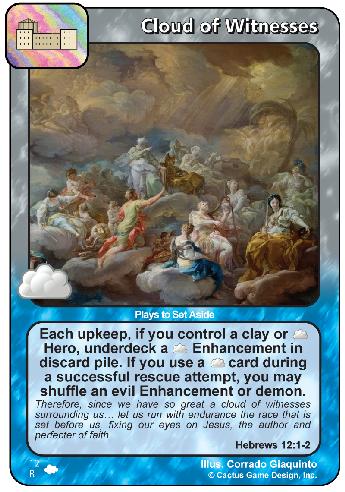 Cloud of Witnesses
Plays to Set Aside
Each upkeep, if you control a clay or
Hero, underdeck a Enhancement in
discard pile. If you use a card during
a successful rescue attempt, you may
shuffle an evil Enhancement or demon.
Therefore, since we have so great a cloud of witnesses
surrounding us... let us run with endurance the race that is
set before us, fixing our eyes on Jesus, the author and
perfecter of faith.
Hebrews 12:1-2
Illus. Corrado Giaquinto
R
© Cactus Game Design, Inc.